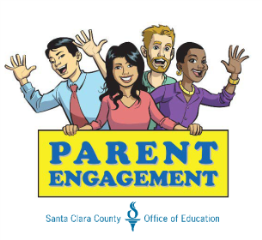 PARENT
ENGAGEMENT
Santa Clara County Office of Education